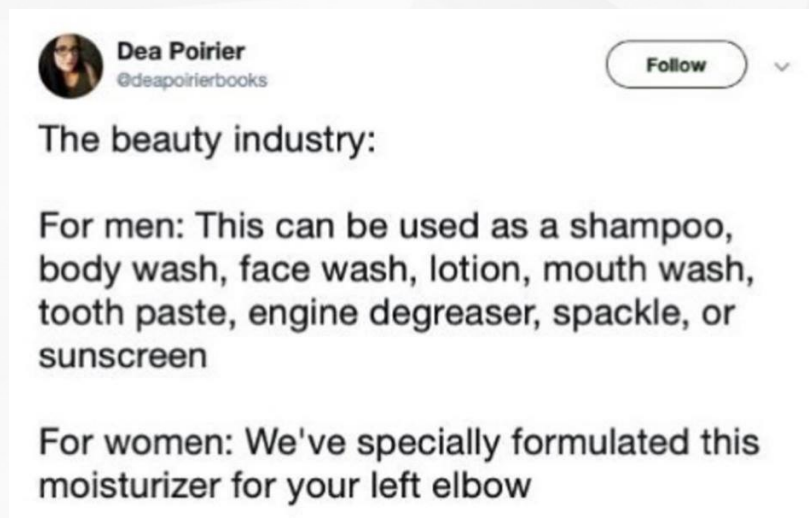 Dea Poirier
@deapoirierbooks
Follow
The beauty industry:
For men: This can be used as a shampoo,
body wash, face wash, lotion, mouth wash,
tooth paste, engine degreaser, spackle, or
sunscreen
For women: We've specially formulated this
moisturizer for your left elbow